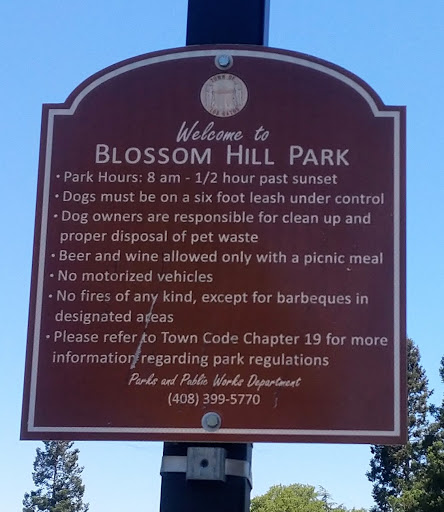 TOWN OF
LOS GATOS
Welcome to
BLOSSOM HILL PARK
• Park Hours: 8 am - 1/2 hour past sunset
• Dogs must be on a six foot leash under control
• Dog owners are responsible for clean up and
proper disposal of pet waste
• Beer and wine allowed only with a picnic meal
• No motorized vehicles
• No fires of any kind, except for barbeques in
designated areas
• Please refer to Town Code Chapter 19 for more
information regarding park regulations
Parks and Public Works Department
(408) 399-5770